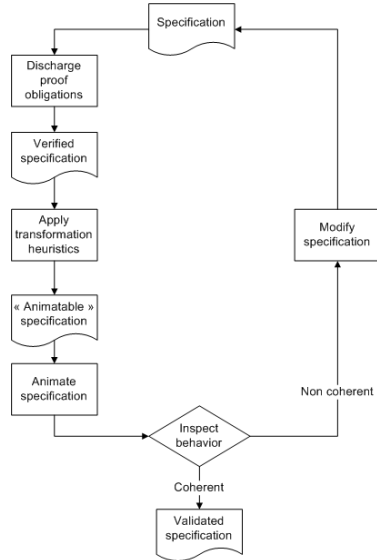 Specification
Discharge
proof
obligations
Verified
specification
Apply
transformation
heuristics
Modify
specification
« Animatable »
specification
Animate
specification
Non coherent
Inspect
behavior
Coherent
Validated
specification